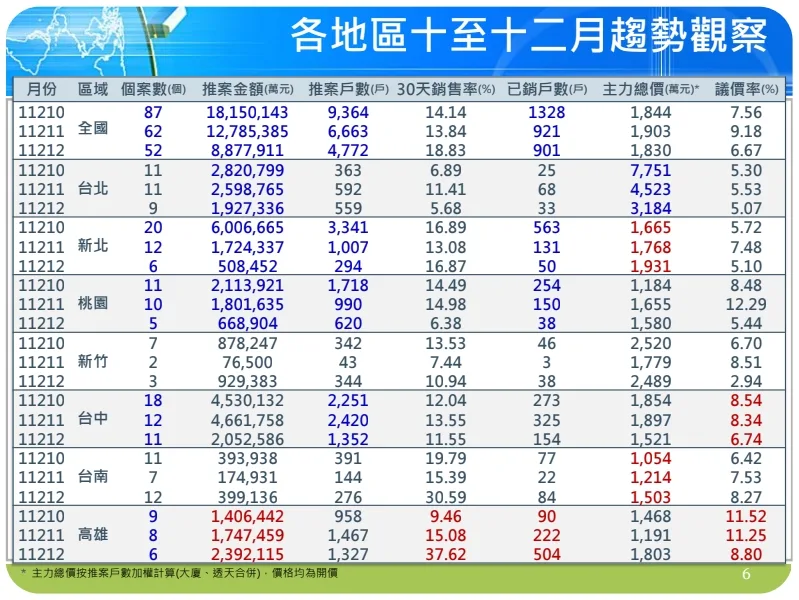 各地區十至十二月趨勢觀察
月份 區域 個案數(個) 推案金額(萬元) 推案戶數(戶) 30天銷售率(%) 已銷戶數(戶) 主力總價(萬元)* 議價率(%)
11210 87 18,150,143 9,364 14.14 1328 1,844 7.56
11211 全國 62 12,785,385 6,663 13.84 921 1,903 9.18
11212 52 8,877,911 4,772 18.83 901 1,830 6.67
11210 11 2,820,799 363 6.89 25 7,751 5.30
11211 台北 11 2,598,765 592 11.41 68 4,523 5.53
11212 9 1,927,336 559 5.68 33 3,184 5.07
11210 20 6,006,665 3,341 16.89 563 1,665 5.72
11211 新北 12 1,724,337 1,007 13.08 131 1,768 7.48
11212 6 508,452 294 16.87 50 1,931 5.10
11210 11 2,113,921 1,718 14.49 254 1,184 8.48
11211 桃園 10 1,801,635 990 14.98 150 1,655 12.29
11212 5 668,904 620 6.38 38 1,580 5.44
11210 7 878,247 342 13.53 46 2,520 6.70
11211 新竹 2 76,500 43 7.44 3 1,779 8.51
11212 3 929,383 344 10.94 38 2,489 2.94
11210 18 4,530,132 2,251 12.04 273 1,854 8.54
11211 台中 12 4,661,758 2,420 13.55 325 1,897 8.34
11212 11 2,052,586 1,352 11.55 154 1,521 6.74
11210 11 393,938 391 19.79 77 1,054 6.42
11211 台南 7 174,931 144 15.39 22 1,214 7.53
11212 12 399,136 276 30.59 84 1,503 8.27
11210 9 1,406,442 958 9.46 90 1,468 11.52
11211 高雄 8 1,747,459 1,467 15.08 222 1,191 11.25
11212 6 2,392,115 1,327 37.62 504 1,803 8.80
* 主力總價按推案戶數加權計算(大廈、透天合併)，價格均為開價
6